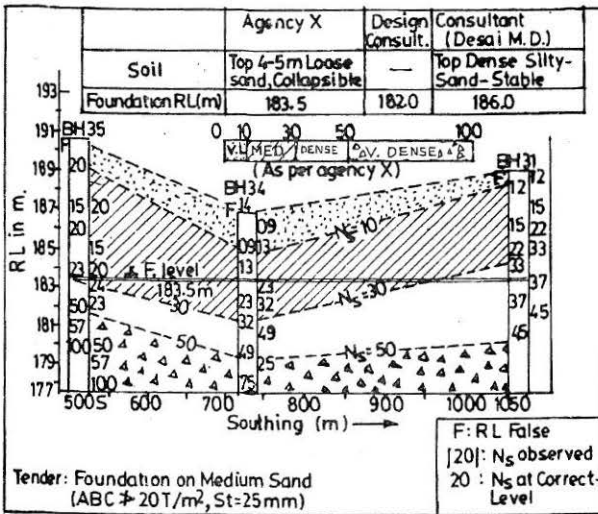 Agency X
Design Consult.
Consultant (Desai M.D.)
Soil
Top 4-5m Loose sand, Collapsible
—
Top Dense Silty-Sand-Stable
Foundation RL(m)
183.5
182.0
186.0
193
191
189
187
185
183
181
179
177
RL in m.
0 10 30 50 100
V.L MED. DENSE V. DENSE
(As per agency X)
BH35
F
20
15
20
23
50
57
100
20
15
20
24
23
30
50
57
100
F. level
183.5m
BH34
F
14
09
13
23
32
49
75
09
13
23
32
49
25
Ns=10
Ns=30
Ns=50
BH31
F
12
15
22
33
37
45
12
15
22
33
37
45
500S 600 700 800 900 1000 1050
Southing (m)
F: RL False
|20|: Ns observed
20 : Ns at Correct-Level
Tender: Foundation on Medium Sand
(ABC ≯ 20T/m², St=25mm)